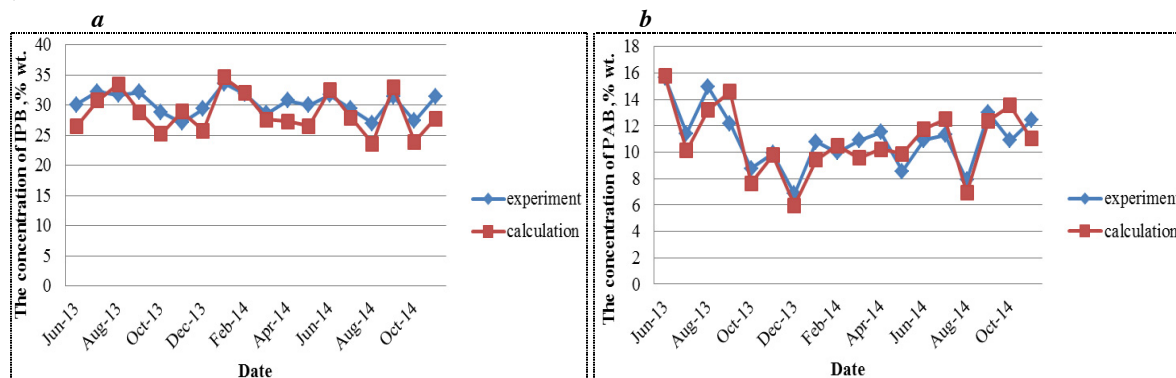 a
The concentration of IPB,% wt.
40
35
30
25
20
15
10
5
0
Jun-13
Aug-13
Oct-13
Dec-13
Feb-14
Apr-14
Jun-14
Aug-14
Oct-14
Date
experiment
calculation
b
The concentration of PAB,% wt.
18
16
14
12
10
8
6
4
2
0
Jun-13
Aug-13
Oct-13
Dec-13
Feb-14
Apr-14
Jun-14
Aug-14
Oct-14
Date
experiment
calculation